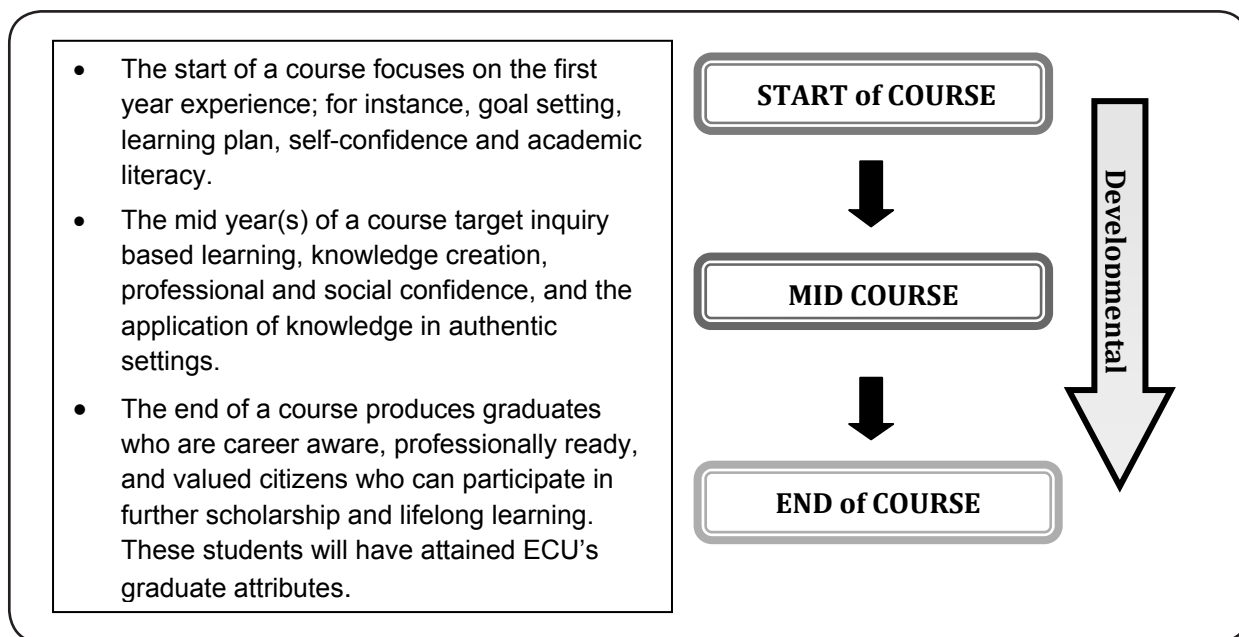 • The start of a course focuses on the first
year experience; for instance, goal setting,
learning plan, self-confidence and academic
literacy.
• The mid year(s) of a course target inquiry
based learning, knowledge creation,
professional and social confidence, and the
application of knowledge in authentic
settings.
• The end of a course produces graduates
who are career aware, professionally ready,
and valued citizens who can participate in
further scholarship and lifelong learning.
These students will have attained ECU’s
graduate attributes.
START of COURSE
MID COURSE
END of COURSE
Developmental